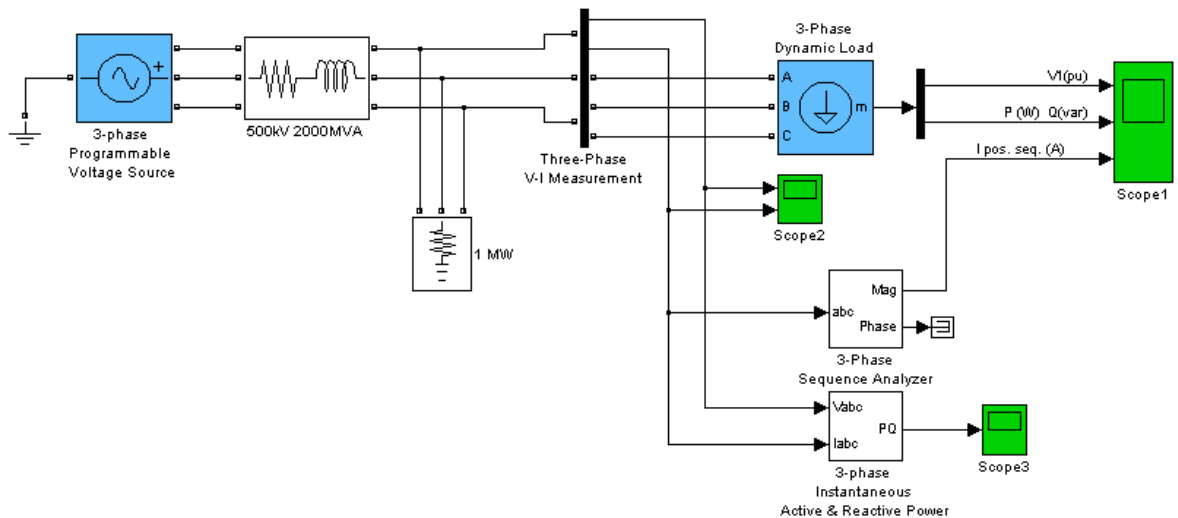 3-phase
Programmable
Voltage Source
+
500kV 2000MVA
1 MW
Three-Phase
V-I Measurement
3-Phase
Dynamic Load
A
B
C
m
V1(pu)
P (W) Q(var)
I pos. seq. (A)
Scope1
Scope2
abc
Mag
Phase
3-Phase
Sequence Analyzer
Vabc
Iabc
PQ
3-phase
Instantaneous
Active & Reactive Power
Scope3